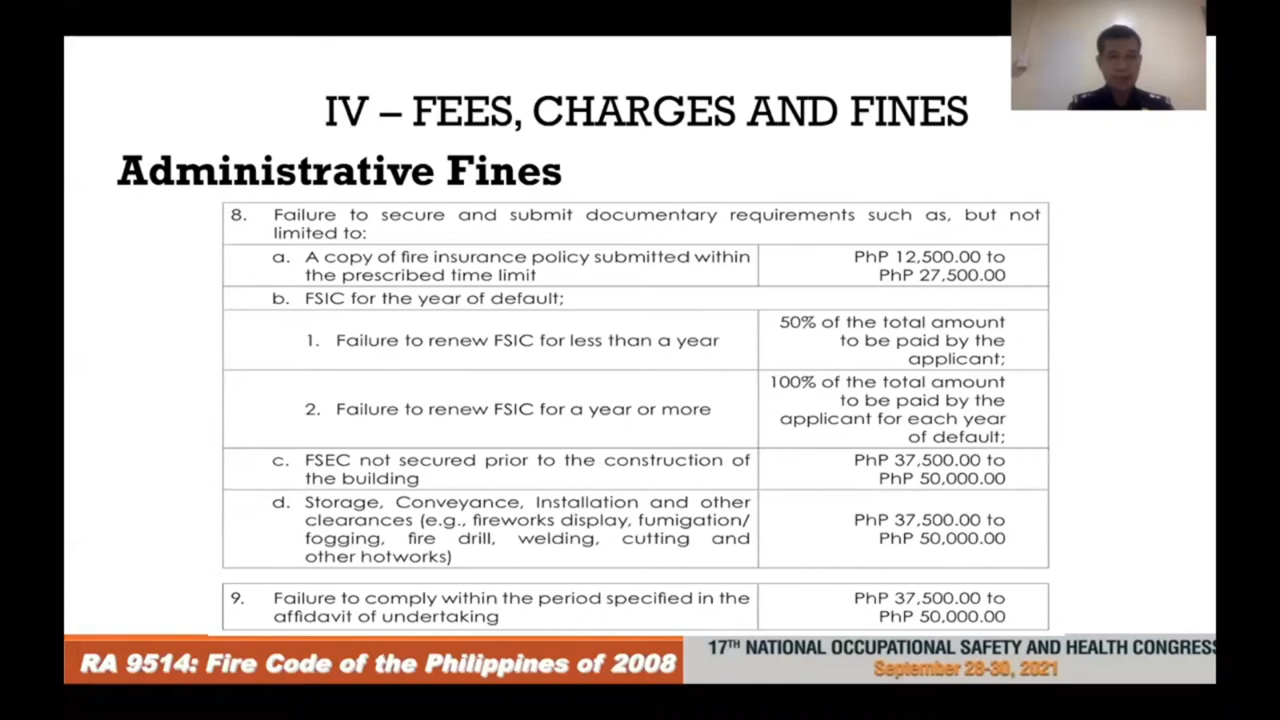 IV – FEES, CHARGES AND FINES
Administrative Fines
8. Failure to secure and submit documentary requirements such as, but not
limited to:
a. A copy of fire insurance policy submitted within
the prescribed time limit
PhP 12,500.00 to
PhP 27,500.00
b. FSIC for the year of default;
1. Failure to renew FSIC for less than a year
50% of the total amount
to be paid by the
applicant;
2. Failure to renew FSIC for a year or more
100% of the total amount
to be paid by the
applicant for each year
of default;
c. FSEC not secured prior to the construction of
the building
PhP 37,500.00 to
PhP 50,000.00
d. Storage, Conveyance, Installation and other
clearances (e.g., fireworks display, fumigation/
fogging, fire drill, welding, cutting and
other hotworks)
PhP 37,500.00 to
PhP 50,000.00
9. Failure to comply within the period specified in the
affidavit of undertaking
PhP 37,500.00 to
PhP 50,000.00
RA 9514: Fire Code of the Philippines of 2008
17TH NATIONAL OCCUPATIONAL SAFETY AND HEALTH CONGRESS
September 28-30, 2021